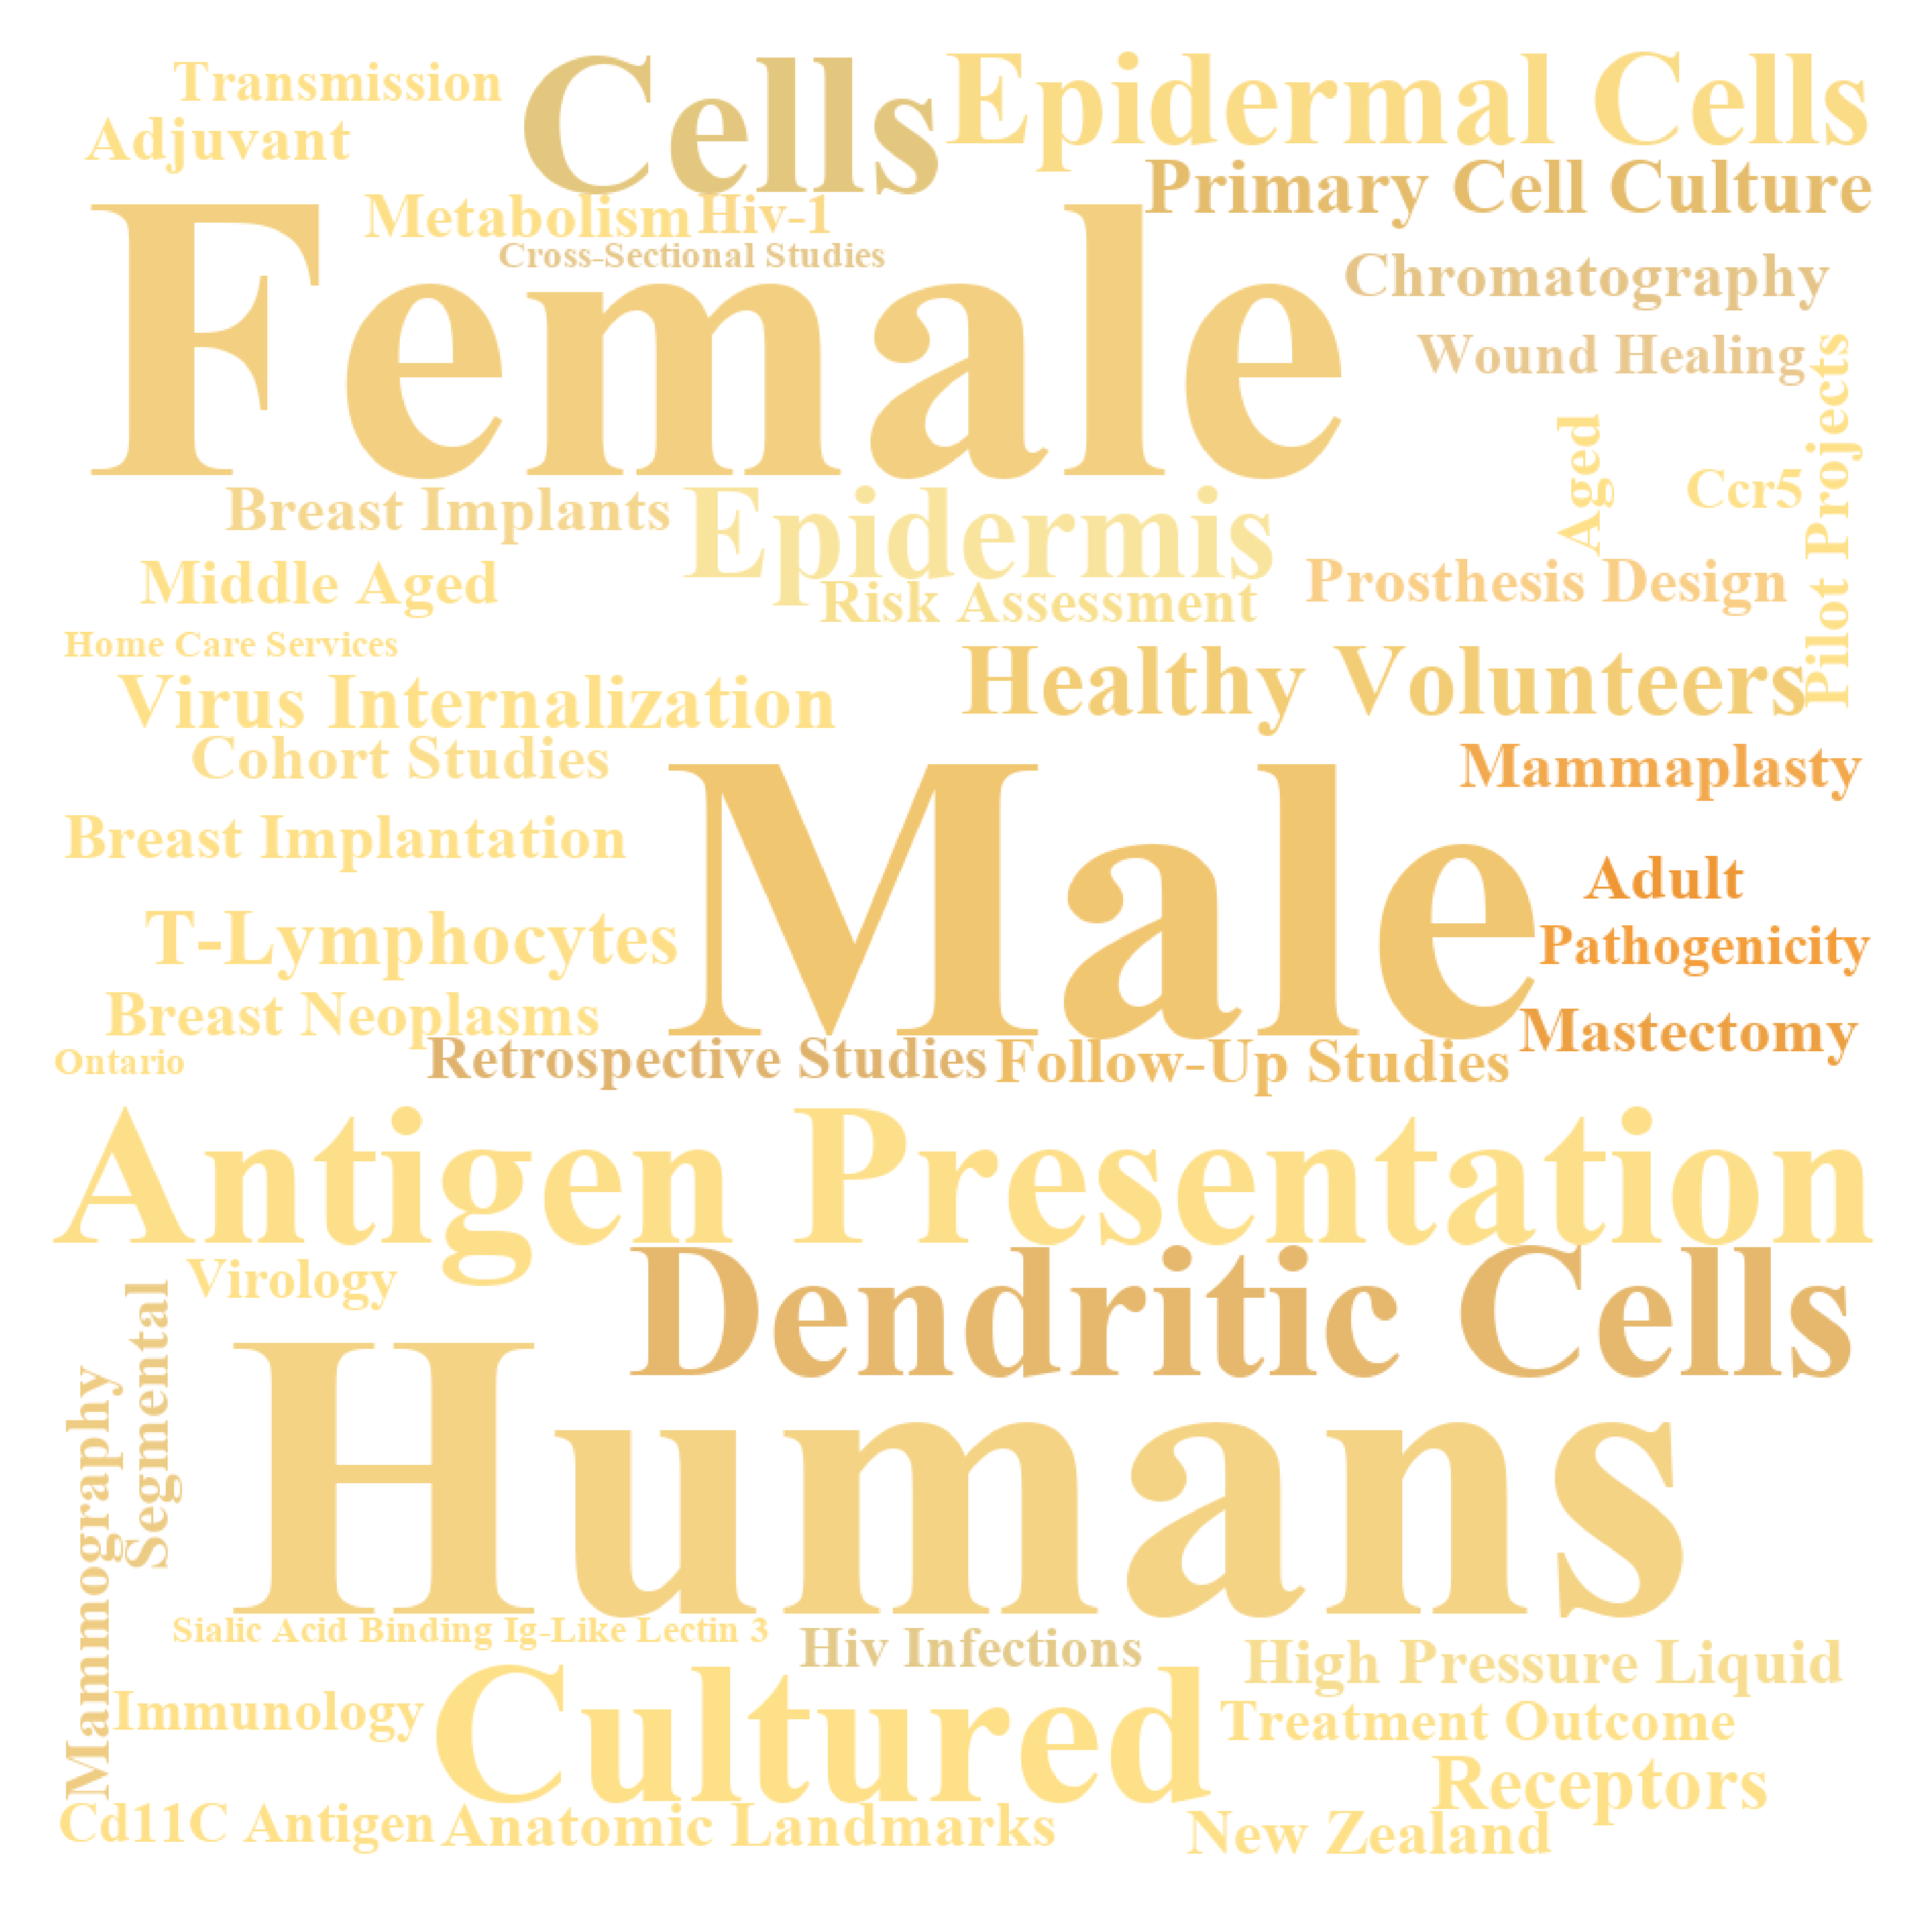 Transmission
Cells
Epidermal Cells
Adjuvant
Primary Cell Culture
Metabolism
Hiv-1
Cross-Sectional Studies
Female
Chromatography
Wound Healing
Pilot Projects
Aged
Ccr5
Breast Implants
Epidermis
Middle Aged
Risk Assessment
Prosthesis Design
Home Care Services
Virus Internalization
Healthy Volunteers
Cohort Studies
Mammaplasty
Breast Implantation
Male
Adult
T-Lymphocytes
Pathogenicity
Breast Neoplasms
Mastectomy
Ontario
Retrospective Studies
Follow-Up Studies
Antigen Presentation
Virology
Dendritic Cells
Segmental
Mammography
Humans
Sialic Acid Binding Ig-Like Lectin 3
Hiv Infections
High Pressure Liquid
Immunology
Cultured
Treatment Outcome
Receptors
Cd11C Antigen
Anatomic Landmarks
New Zealand